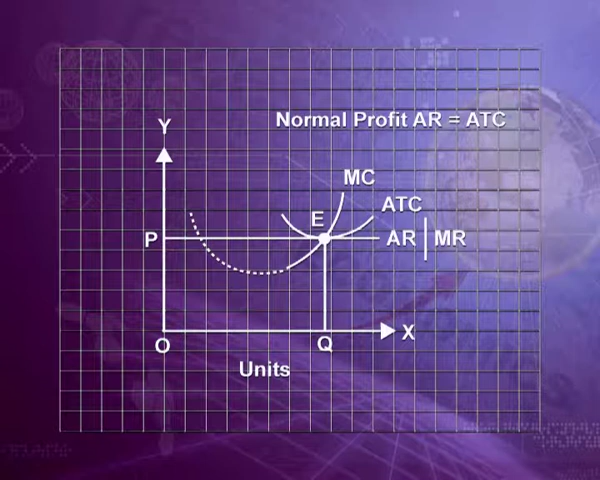 Normal Profit AR = ATC
Y
MC
ATC
E
P
AR | MR
X
O
Q
Units